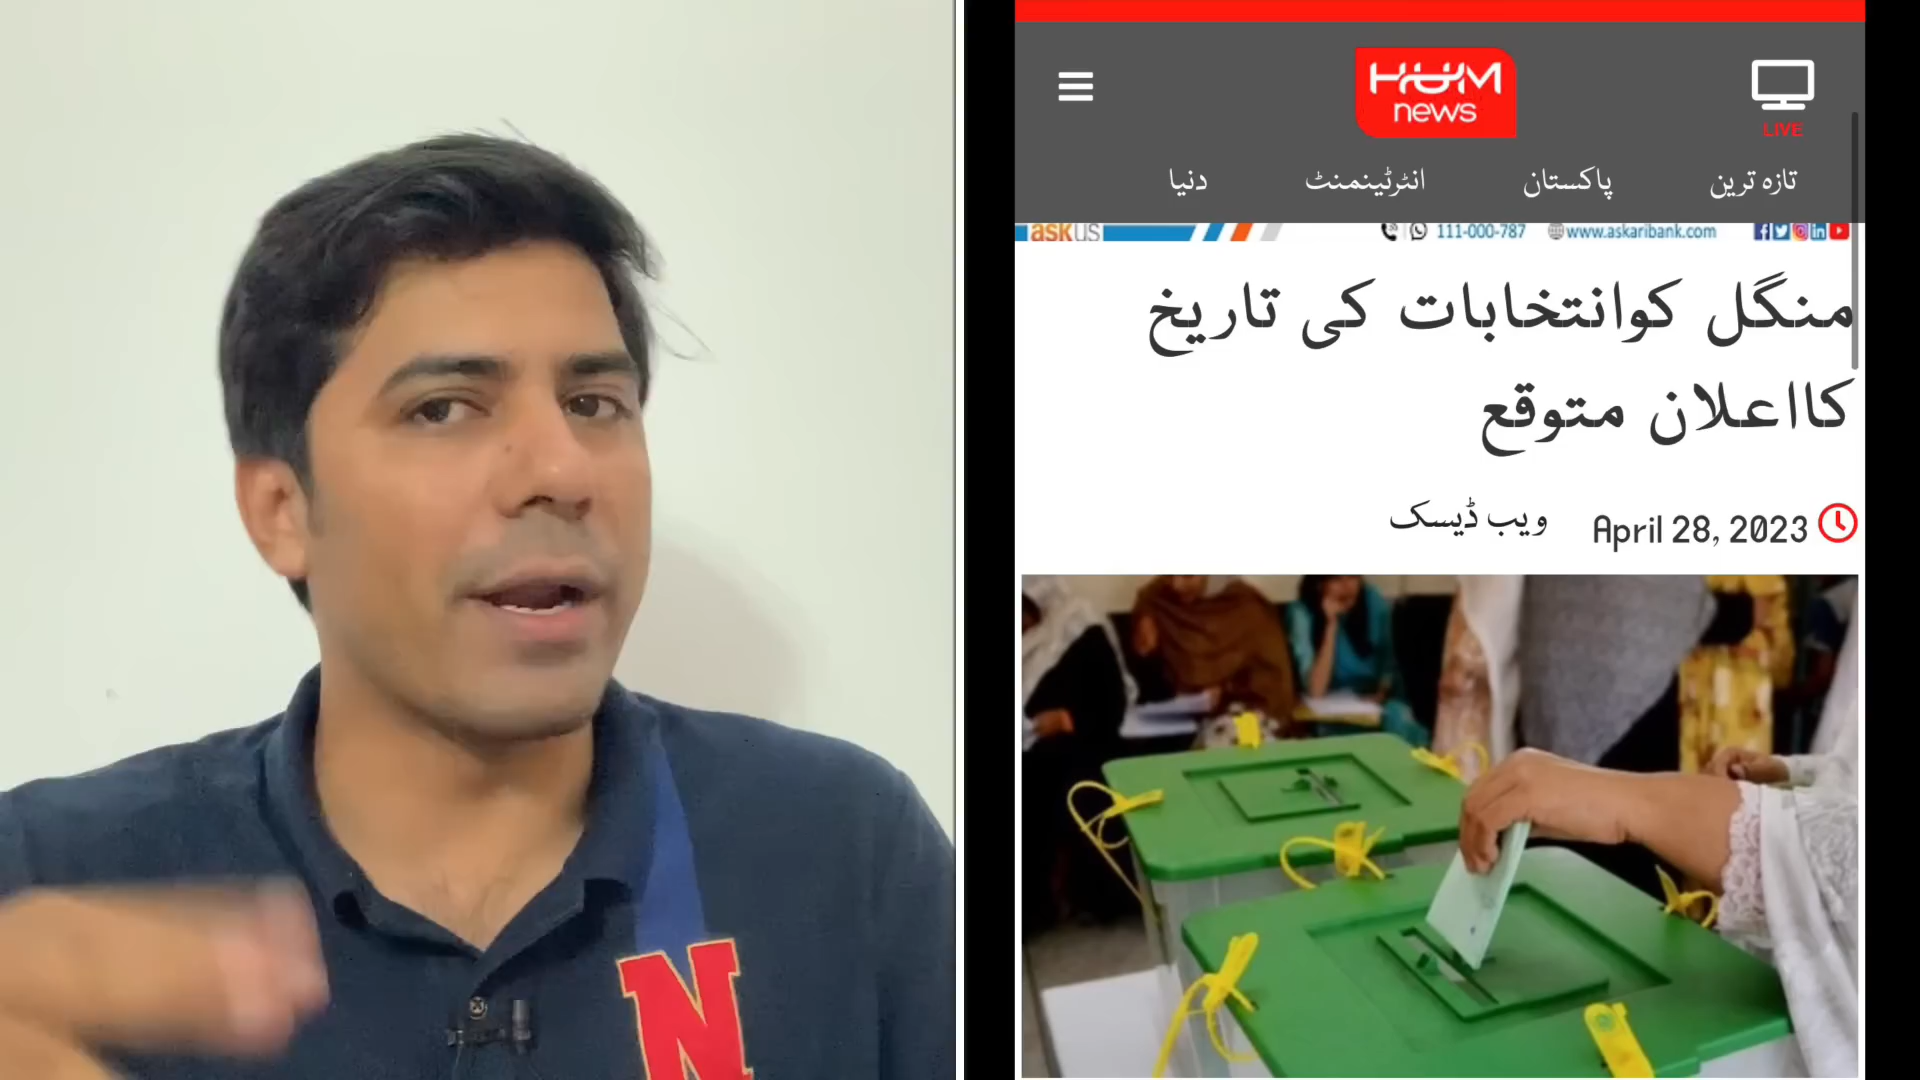 N
HUM
news
LIVE
تازہ ترین پاکستان انٹرٹینمنٹ دنیا
askus 111-000-787 www.askaribank.com
منگل کوانتخابات کی تاریخ
کااعلان متوقع
April 28, 2023 ویب ڈیسک